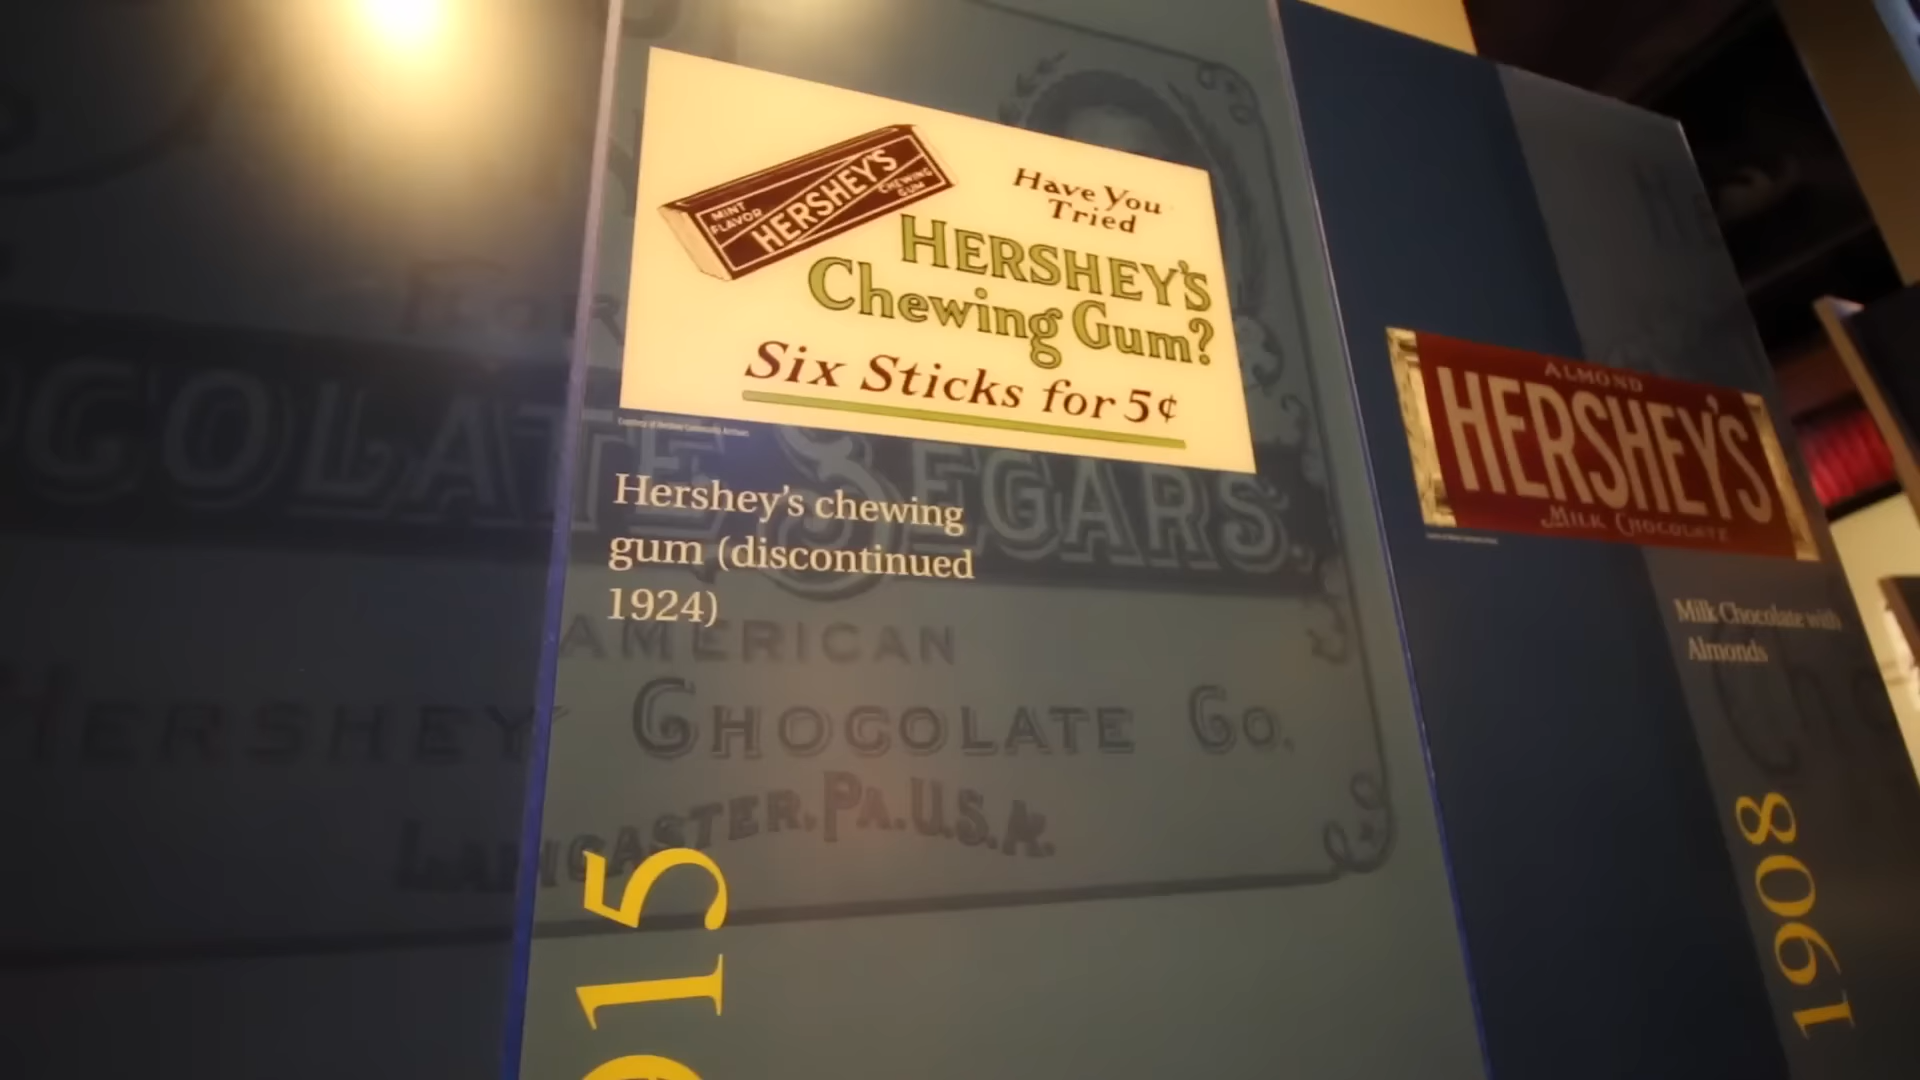 MINT
FLAVOR
HERSHEY'S
CHEWING
GUM
Have You
Tried
HERSHEY'S
Chewing Gum?
Six Sticks for 5¢
Hershey's chewing
gum (discontinued
1924)
COLATE SEGARS.
AMERICAN
HERSHEY CHOCOLATE CO.
LANCASTER, PA. U.S.A.
915
ALMOND
HERSHEY'S
MILK CHOCOLATE
Milk Chocolate with
Almonds
1908